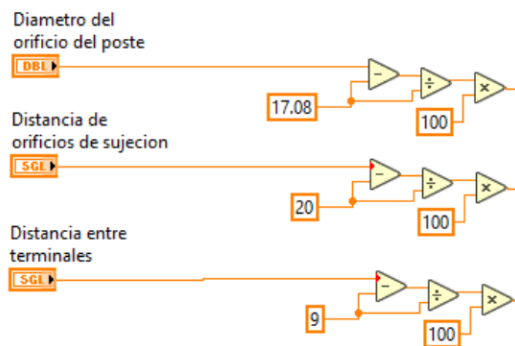 Diametro del
orificio del poste
DBL
17.08
100
Distancia de
orificios de sujecion
SGL
20
100
Distancia entre
terminales
SGL
9
100